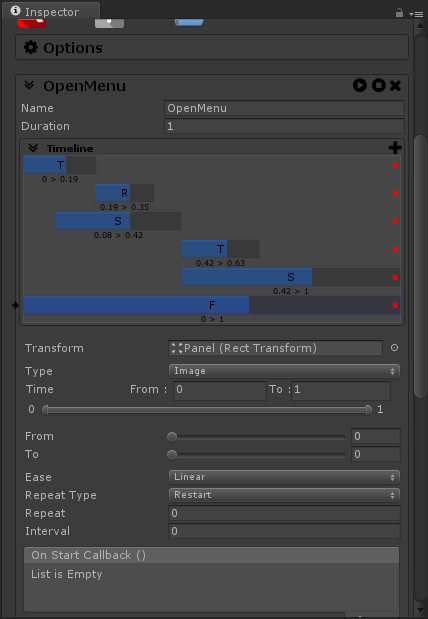 Inspector
Options
OpenMenu
Name OpenMenu
Duration 1
Timeline
T
0 > 0.19
R
0.19 > 0.35
S
0.08 > 0.42
T
0.42 > 0.63
S
0.42 > 1
F
0 > 1
Transform Panel (Rect Transform)
Type Image
Time From : 0 To : 1
0 1
From 0
To 0
Ease Linear
Repeat Type Restart
Repeat 0
Interval 0
On Start Callback ()
List is Empty